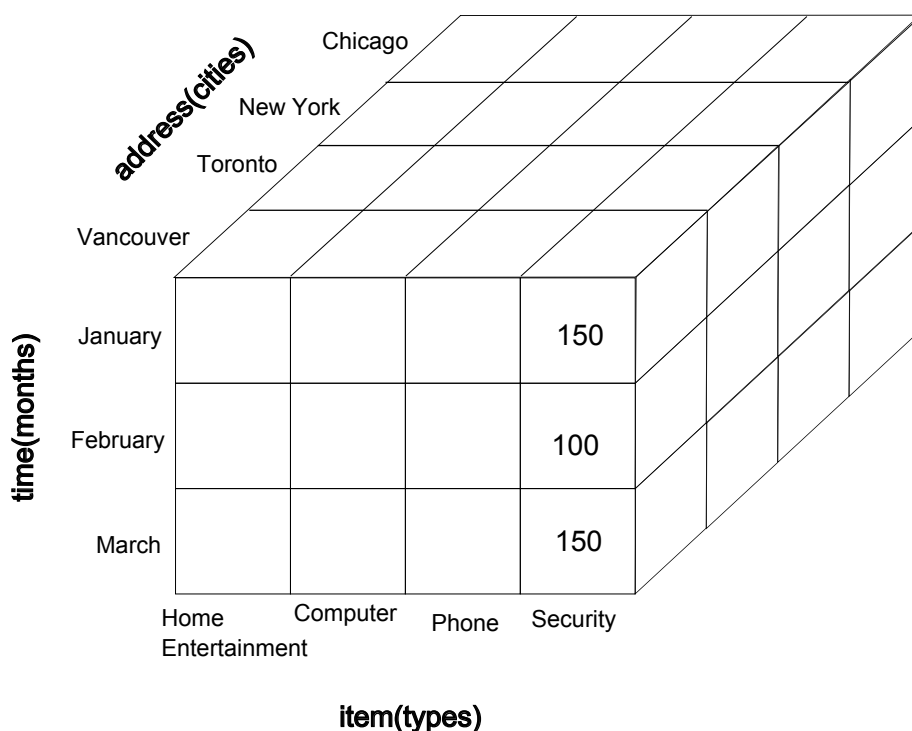 Chicago
address(cities)
New York
Toronto
Vancouver
January
150
time(months)
February
100
March
150
Home
Entertainment
Computer
Phone
Security
item(types)